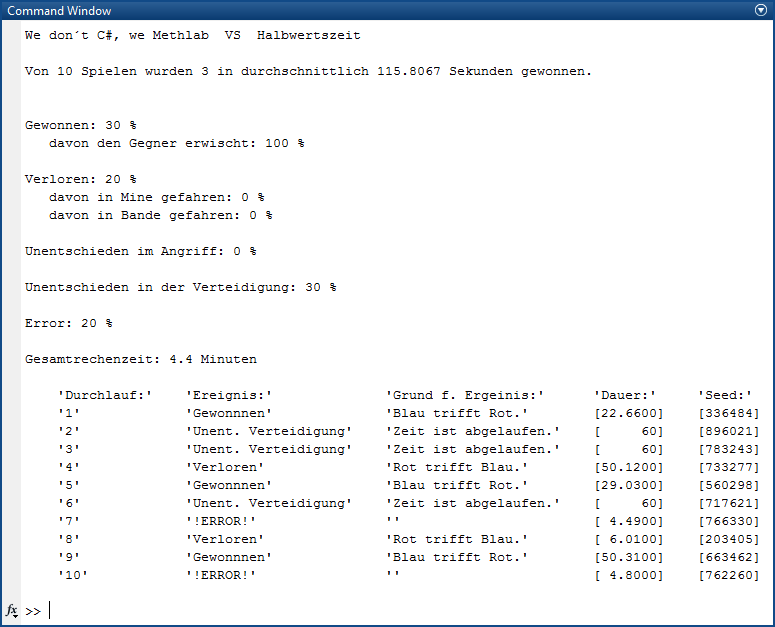 Command Window
We don´t C#, we Methlab  VS  Halbwertszeit
Von 10 Spielen wurden 3 in durchschnittlich 115.8067 Sekunden gewonnen.
Gewonnen: 30 %
davon den Gegner erwischt: 100 %
Verloren: 20 %
davon in Mine gefahren: 0 %
davon in Bande gefahren: 0 %
Unentschieden im Angriff: 0 %
Unentschieden in der Verteidigung: 30 %
Error: 20 %
Gesamtrechenzeit: 4.4 Minuten
'Durchlauf:' 'Ereignis:' 'Grund f. Ergeinis:' 'Dauer:' 'Seed:'
'1' 'Gewonnnen' 'Blau trifft Rot.' [22.6600] [336484]
'2' 'Unent. Verteidigung' 'Zeit ist abgelaufen.' [ 60] [896021]
'3' 'Unent. Verteidigung' 'Zeit ist abgelaufen.' [ 60] [783243]
'4' 'Verloren' 'Rot trifft Blau.' [50.1200] [733277]
'5' 'Gewonnnen' 'Blau trifft Rot.' [29.0300] [560298]
'6' 'Unent. Verteidigung' 'Zeit ist abgelaufen.' [ 60] [717621]
'7' '!ERROR!' '' [ 4.4900] [766330]
'8' 'Verloren' 'Rot trifft Blau.' [ 6.0100] [203405]
'9' 'Gewonnnen' 'Blau trifft Rot.' [50.3100] [663462]
'10' '!ERROR!' '' [ 4.8000] [762260]
fx >>